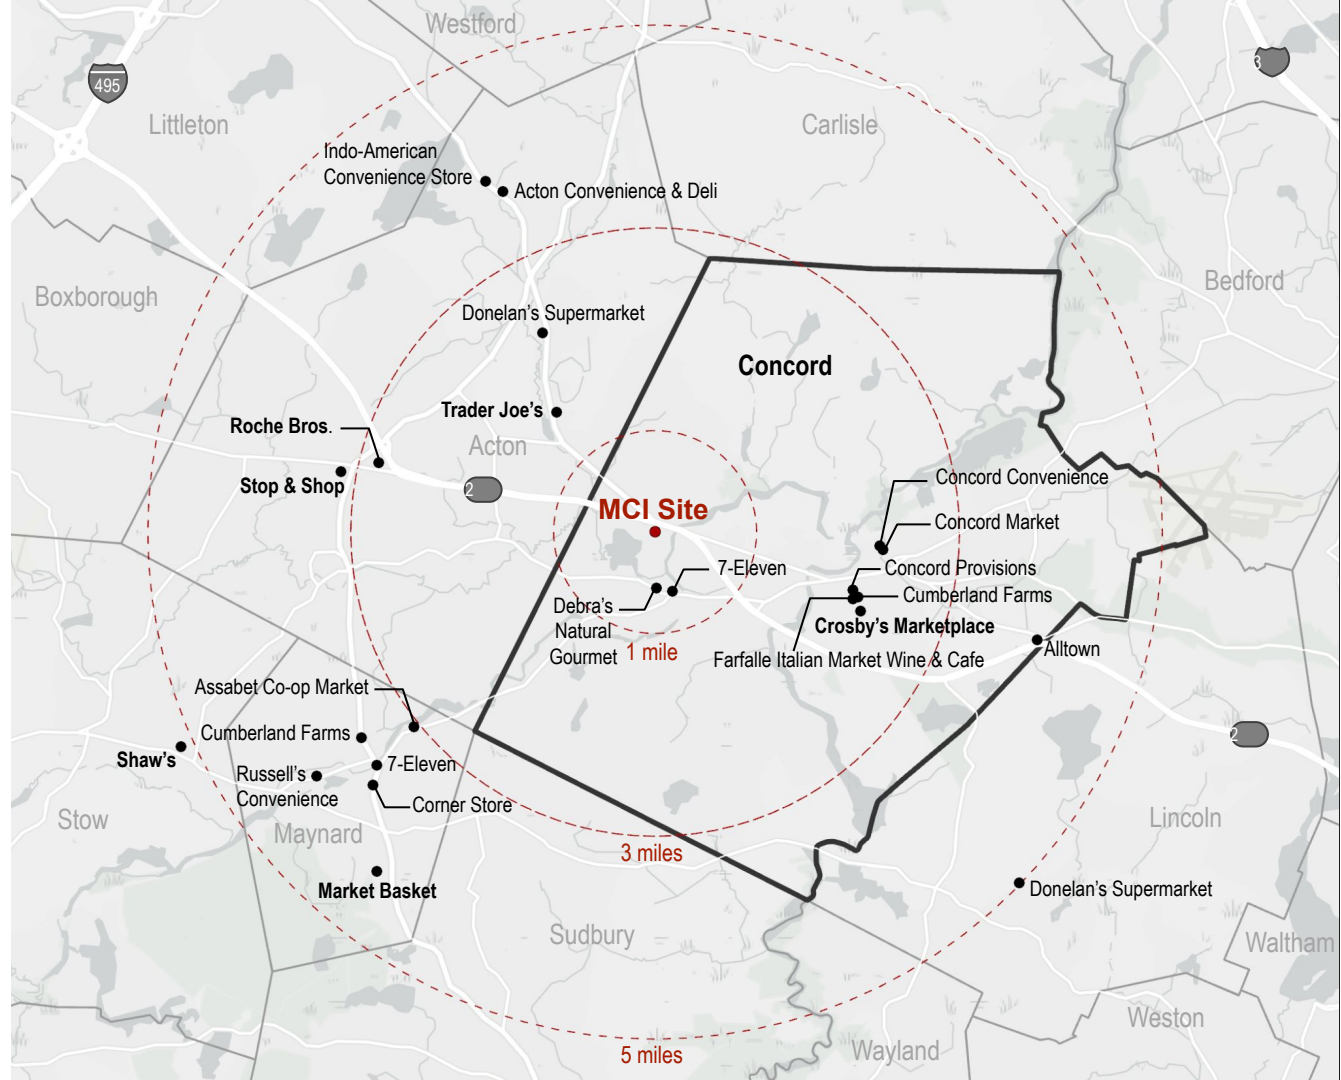 Westford
495
3
Littleton
Carlisle
Indo-American
Convenience Store
Acton Convenience & Deli
Bedford
Boxborough
Donelan's Supermarket
Concord
Trader Joe's
Roche Bros.
Acton
Stop & Shop
2
Concord Convenience
MCI Site
Concord Market
7-Eleven
Concord Provisions
Debra's
Natural
Gourmet
Cumberland Farms
Crosby's Marketplace
1 mile
Farfalle Italian Market Wine & Cafe
Alltown
Assabet Co-op Market
Cumberland Farms
2
Shaw's
7-Eleven
Russell's
Convenience
Corner Store
Stow
Maynard
Lincoln
3 miles
Market Basket
Donelan's Supermarket
Sudbury
Waltham
Weston
5 miles
Wayland